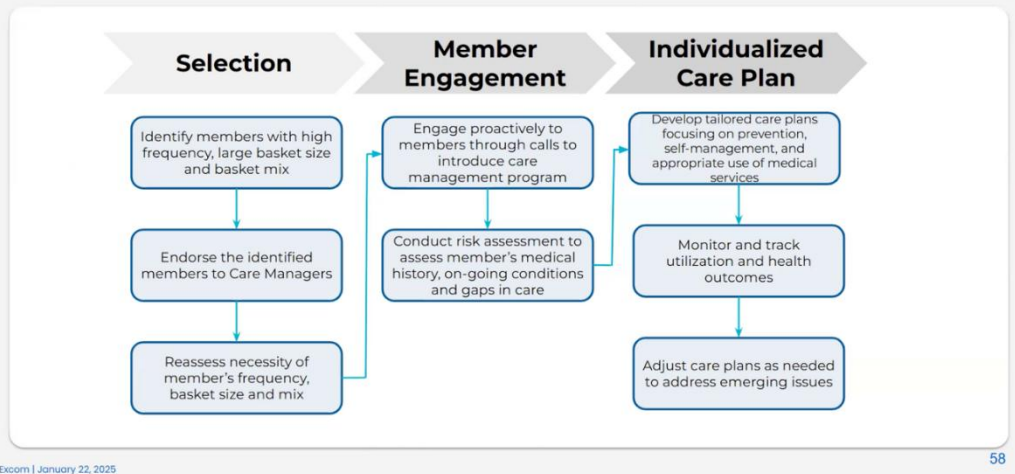 Selection
Member
Engagement
Individualized
Care Plan
Identify members with high
frequency, large basket size
and basket mix
Endorse the identified
members to Care Managers
Reassess necessity of
member's frequency,
basket size and mix
Engage proactively to
members through calls to
introduce care
management program
Conduct risk assessment to
assess member's medical
history, on-going conditions
and gaps in care
Develop tailored care plans
focusing on prevention,
self-management, and
appropriate use of medical
services
Monitor and track
utilization and health
outcomes
Adjust care plans as needed
to address emerging issues
Excom | January 22, 2025
58